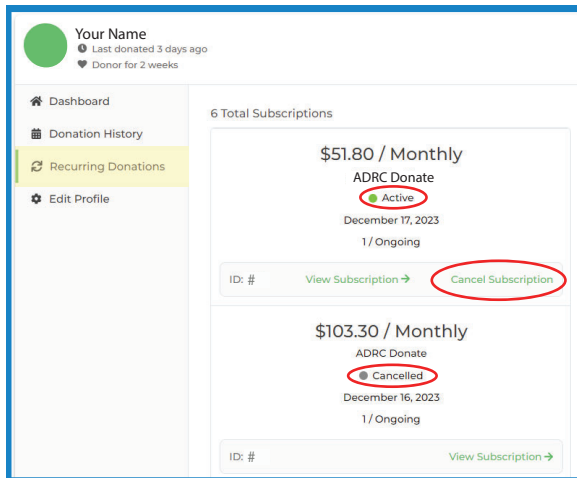 Your Name
Last donated 3 days ago
Donor for 2 weeks
Dashboard
Donation History
Recurring Donations
Edit Profile
6 Total Subscriptions
$51.80 / Monthly
ADRC Donate
Active
December 17, 2023
1 / Ongoing
ID: # View Subscription → Cancel Subscription
$103.30 / Monthly
ADRC Donate
Cancelled
December 16, 2023
1 / Ongoing
ID: # View Subscription →